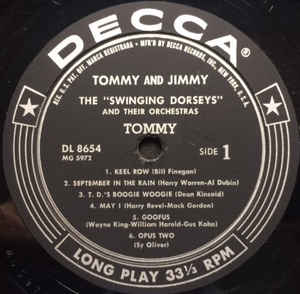 DECCA
REG. U.S. PAT. OFF. MARCA REGISTRADA • MF'D BY DECCA RECORDS, INC., NEW YORK, U.S.A.
TOMMY AND JIMMY
THE "SWINGING DORSEYS"
AND THEIR ORCHESTRAS
TOMMY
DL 8654
MG 5972
SIDE 1
1. KEEL ROW (Bill Finegan)
2. SEPTEMBER IN THE RAIN (Harry Warren-Al Dubin)
3. T. D.'S BOOGIE WOOGIE (Dean Kincaid)
4. MAY I (Harry Revel-Mack Gordon)
5. GOOFUS
(Wayne King-William Harold-Gus Kahn)
6. OPUS TWO
(Sy Oliver)
LONG PLAY 33⅓ RPM